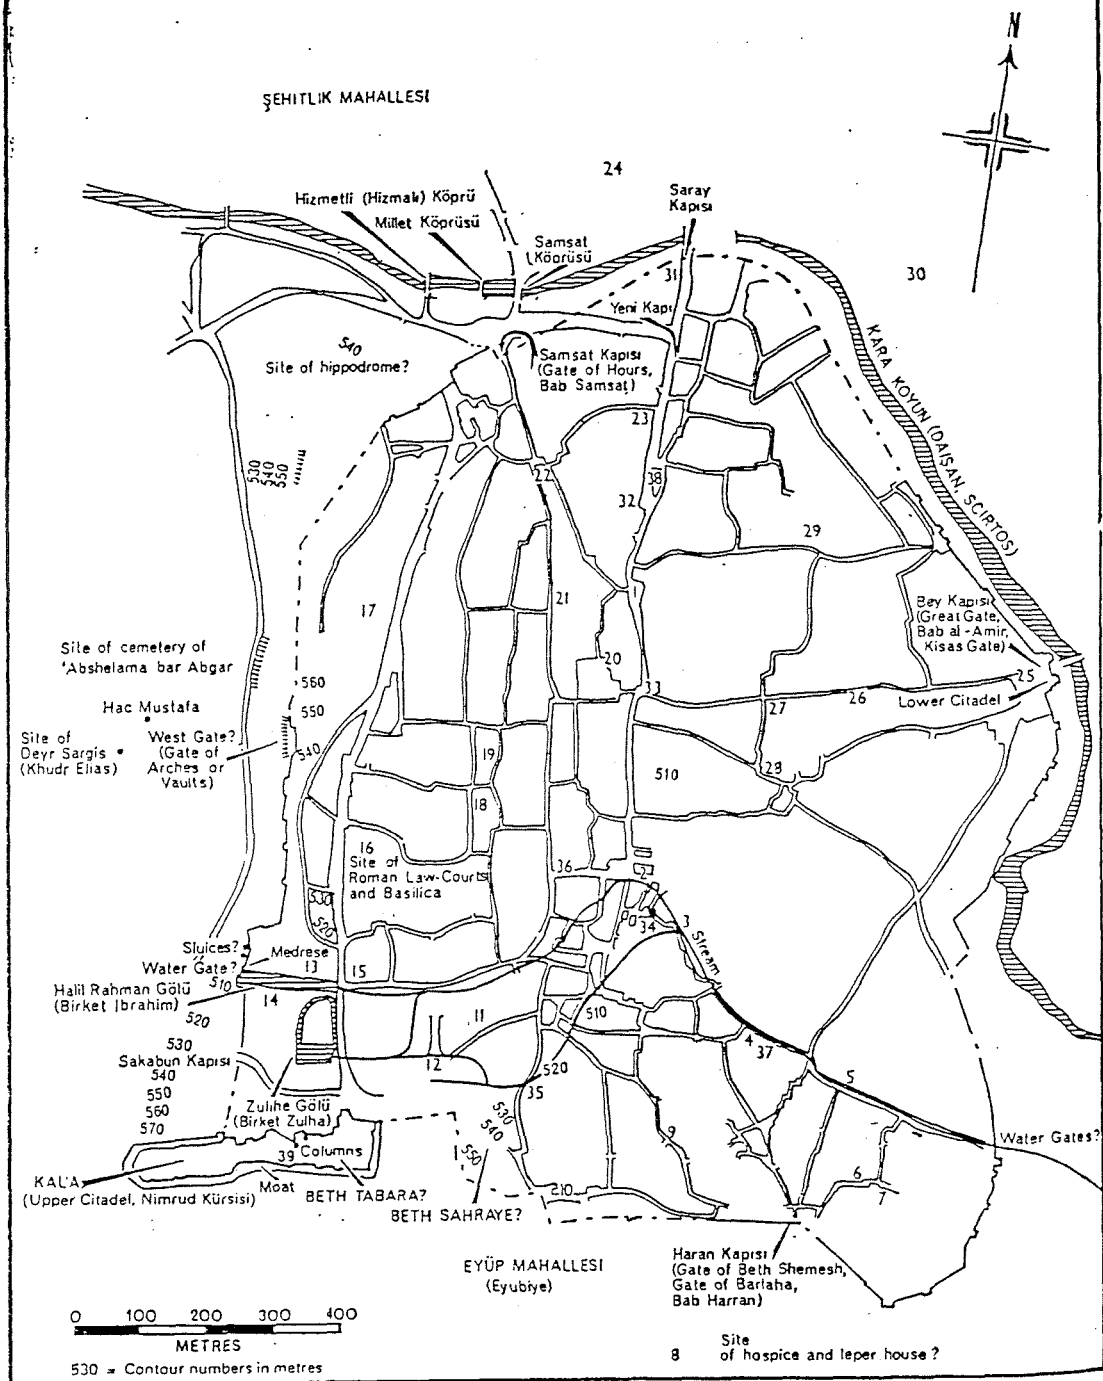 N
ŞEHITLIK MAHALLESI
24
Saray
Kapısı
Hizmetli (Hizmalı) Köprü
Millet Köprüsü
Samsat
Köprüsü
31
30
Yeni Kapı
KARA KOYUN (DAISAN, SCIRTOS)
540
Site of hippodrome?
Samsat Kapısı
(Gate of Hours,
Bab Samsat)
23
530
540
550
22
38
32
29
17
21
1
Bey Kapısı
(Great Gate,
Bab al-Amir,
Kisas Gate)
Site of cemetery of
'Abshelama bar Abgar
20
560
33
25
26
Lower Citadel
Hac Mustafa
550
27
Site of
Deyr Sargis
(Khudr Elias)
West Gate?
(Gate of
Arches or
Vaults)
540
19
510
28
18
16
Site of
Roman Law-Courts
and Basilica
36
2
530
520
34
3
Stream
Sluices?
Medrese
Water Gate?
13
15
510
Halil Rahman Gölü
(Birket Ibrahim)
14
11
510
520
4
37
530
Sakabun Kapısı
540
12
520
5
550
35
560
Zulihe Gölü
(Birket Zulha)
530
540
570
9
Water Gates?
39
Columns
550
KAL'A
(Upper Citadel, Nimrud Kürsisi)
Moat
BETH TABARA?
6
7
210
BETH SAHRAYE?
EYÜP MAHALLESI
(Eyubiye)
Haran Kapısı
(Gate of Beth Shemesh,
Gate of Barlaha,
Bab Harran)
0 100 200 300 400
METRES
530 = Contour numbers in metres
8
Site
of hospice and leper house?